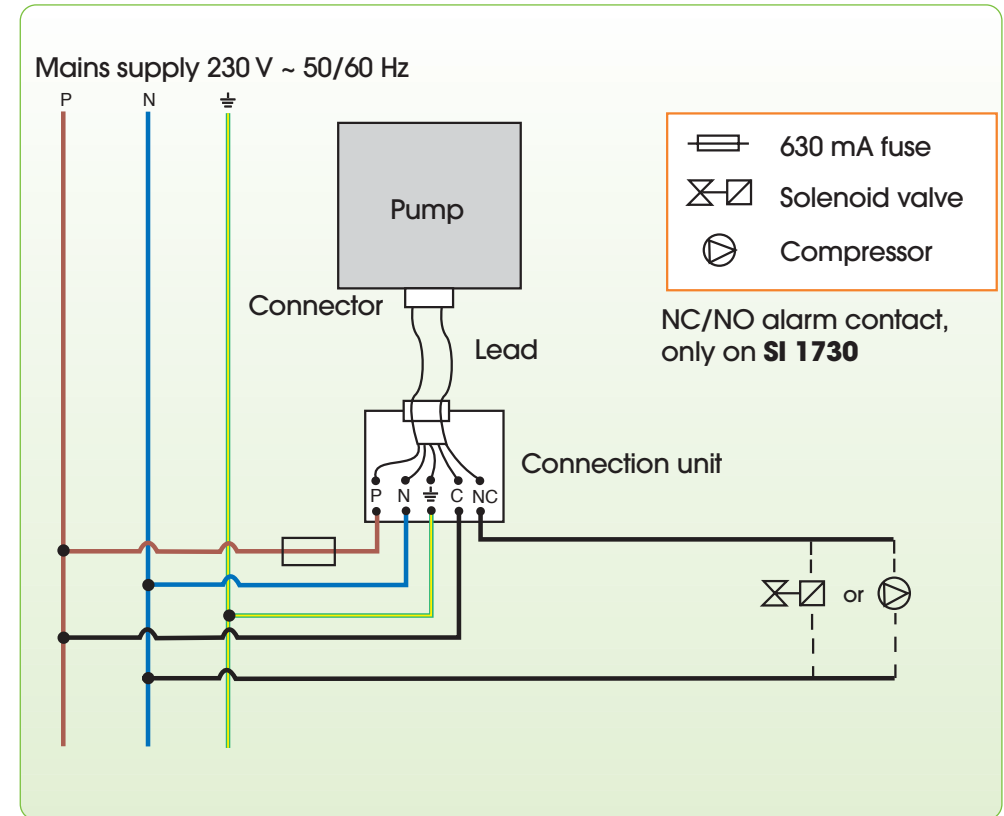 Mains supply 230 V ~ 50/60 Hz
P N
Pump
630 mA fuse
Solenoid valve
Compressor
Connector
NC/NO alarm contact,
only on SI 1730
Lead
Connection unit
P N C NC
or